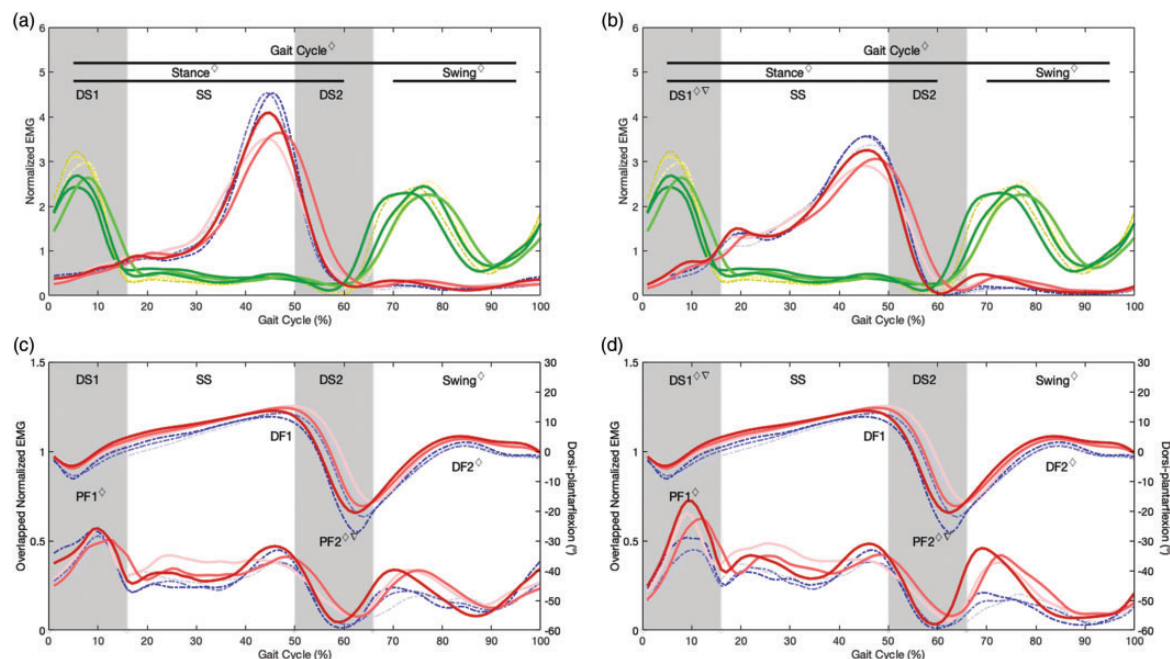 (a)
6
5
4
3
2
1
0
Normalized EMG
Gait Cycle◇
Stance◇
Swing◇
DS1
SS
DS2
0 10 20 30 40 50 60 70 80 90 100
Gait Cycle (%)
(b)
6
5
4
3
2
1
0
Normalized EMG
Gait Cycle◇
Stance◇
Swing◇
DS1◇▽
SS
DS2
0 10 20 30 40 50 60 70 80 90 100
Gait Cycle (%)
(c)
1.5
1
0.5
0
Overlapped Normalized EMG
DS1
SS
DS2
Swing◇
DF1
DF2◇
PF1◇
PF2◇▽
30
20
10
0
-10
-20
-30
-40
-50
-60
Dorsi-plantarflexion (°)
0 10 20 30 40 50 60 70 80 90 100
Gait Cycle (%)
(d)
1.5
1
0.5
0
Overlapped Normalized EMG
DS1◇▽
SS
DS2
Swing◇
DF1
DF2◇
PF1◇
PF2◇▽
30
20
10
0
-10
-20
-30
-40
-50
-60
Dorsi-plantarflexion (°)
0 10 20 30 40 50 60 70 80 90 100
Gait Cycle (%)